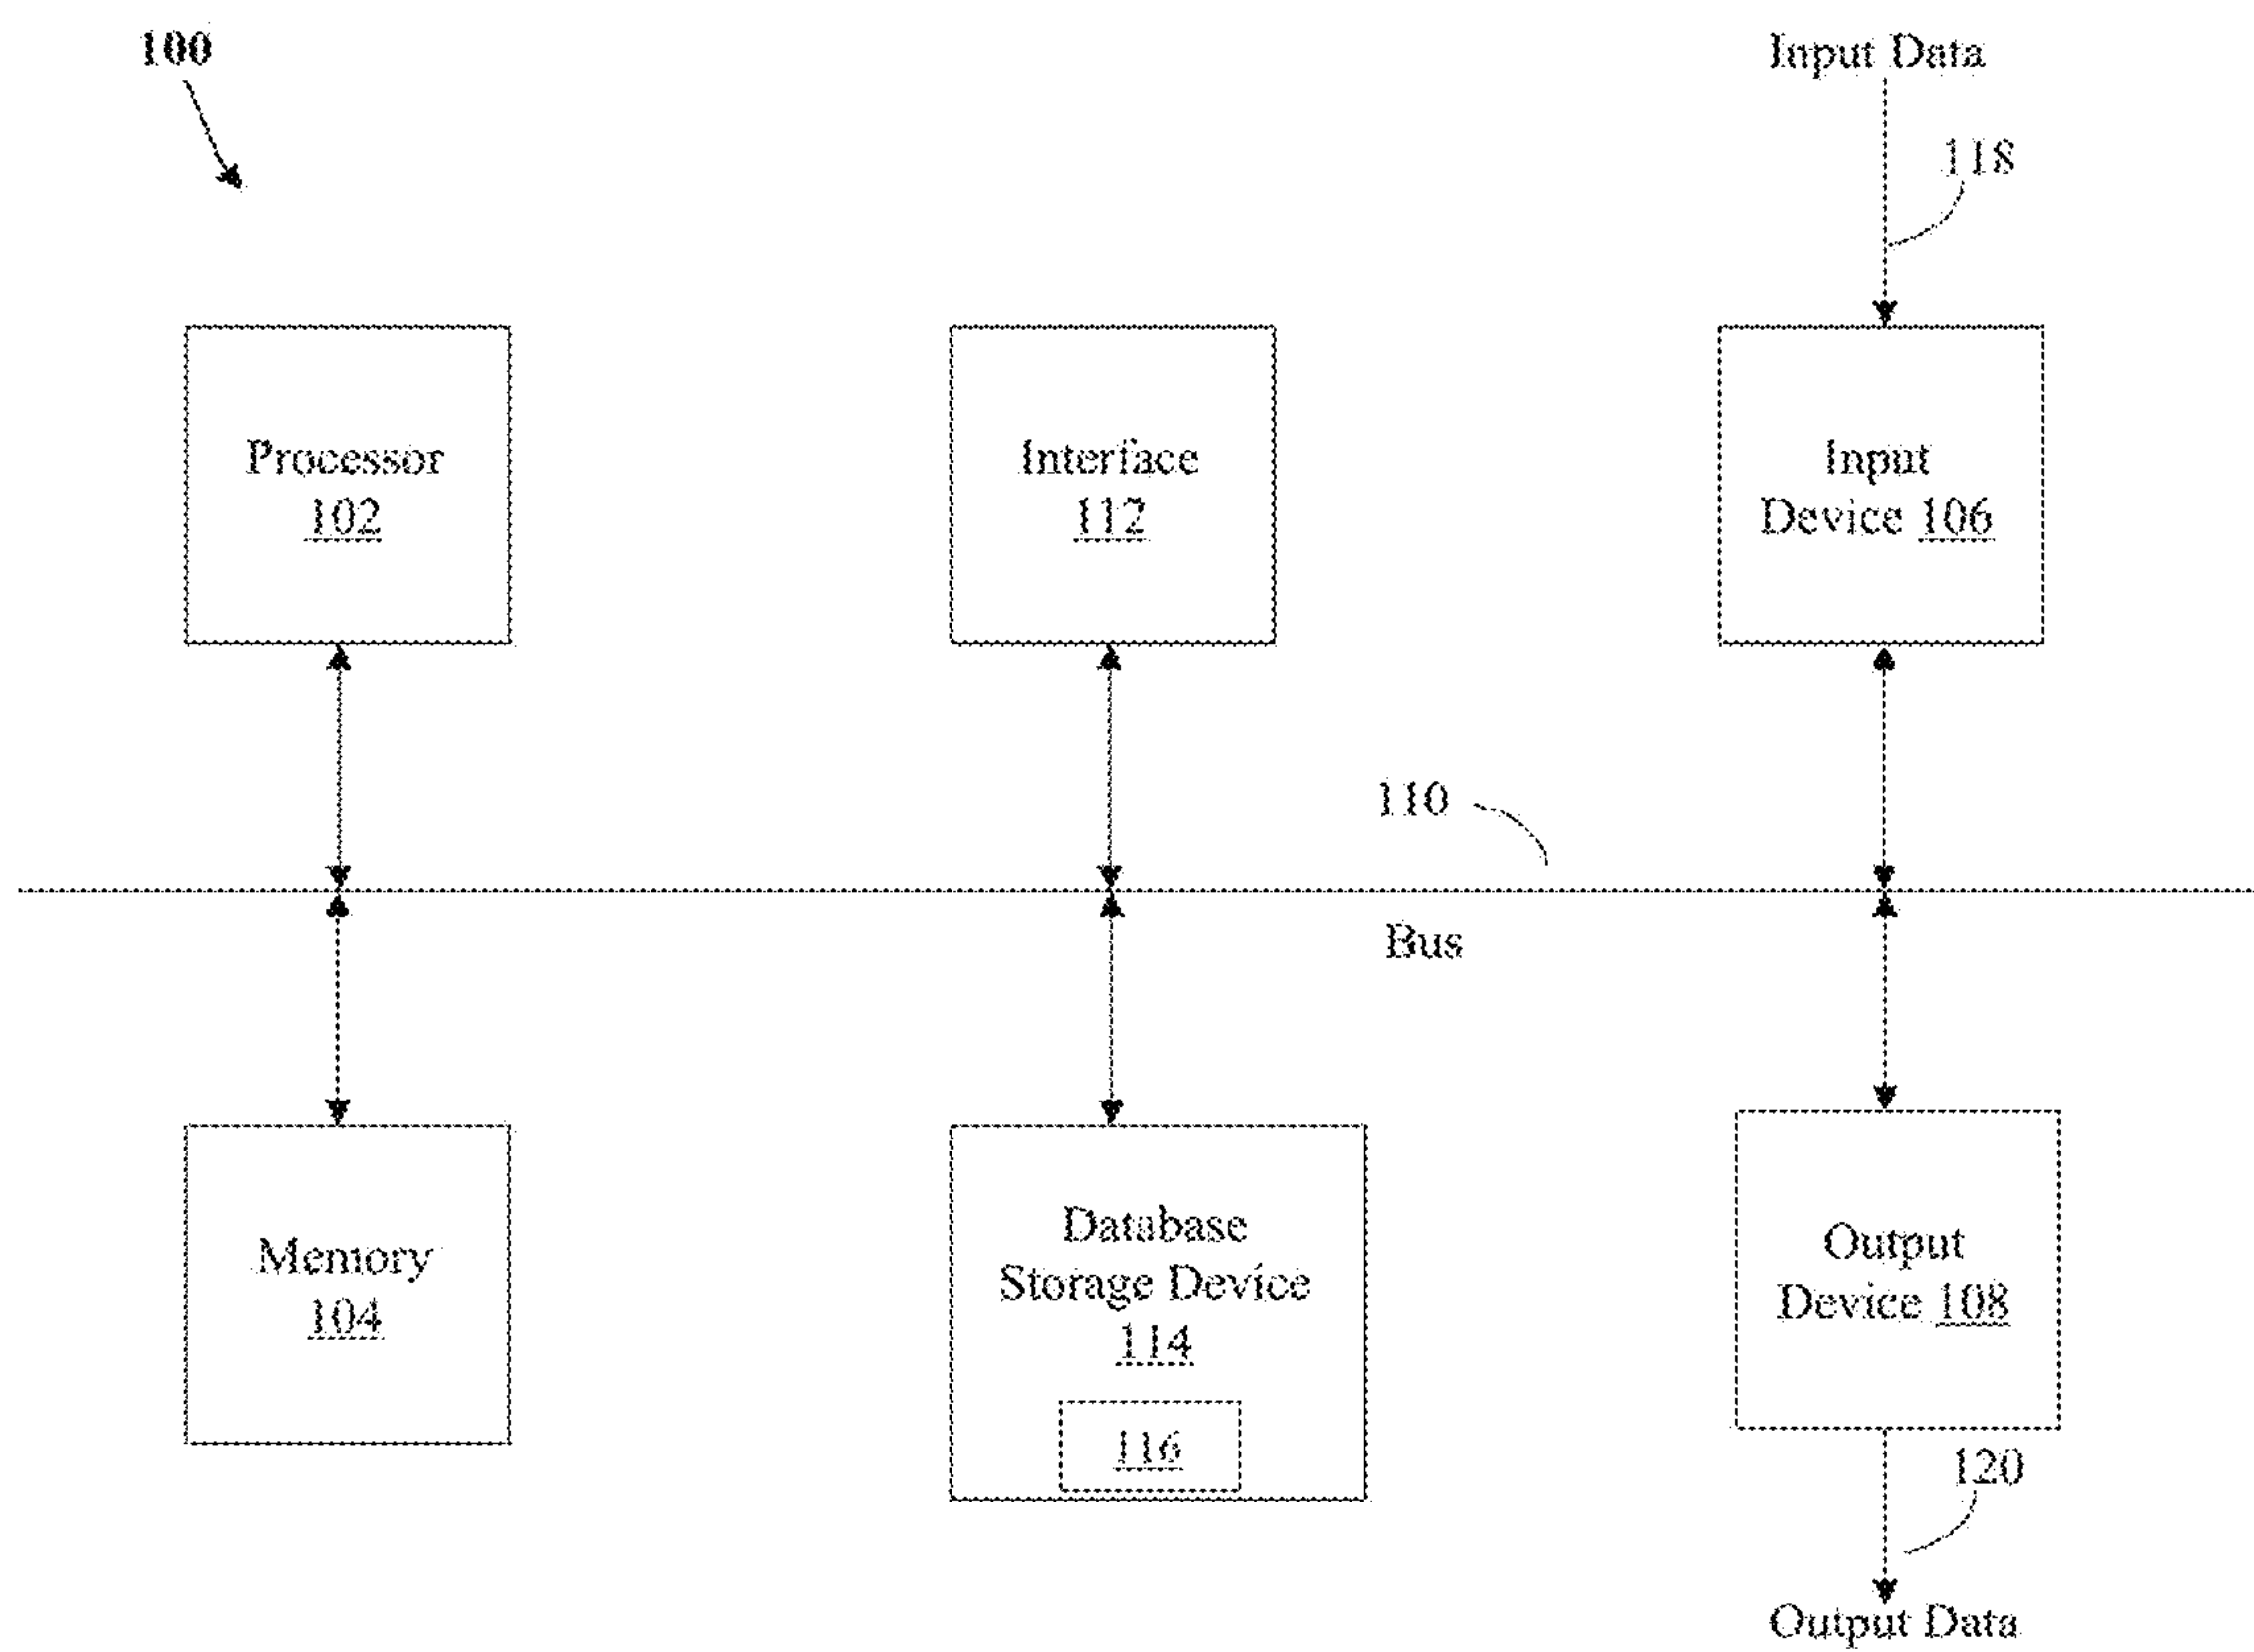 100
Input Data
118
Processor
102
Interface
112
Input
Device 106
110
Bus
Memory
104
Database
Storage Device
114
116
Output
Device 108
120
Output Data